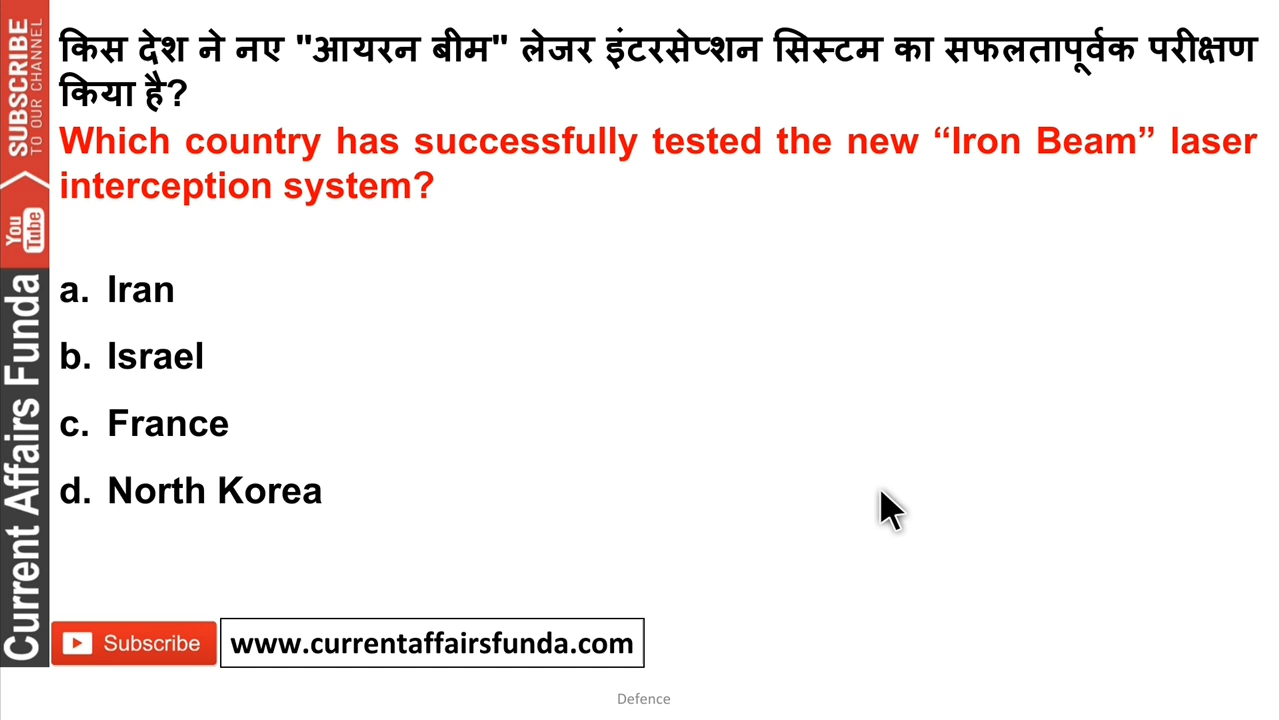 किस देश ने नए "आयरन बीम" लेजर इंटरसेप्शन सिस्टम का सफलतापूर्वक परीक्षण
किया है?
Which country has successfully tested the new “Iron Beam” laser
interception system?
a. Iran
b. Israel
c. France
d. North Korea
SUBSCRIBE
TO OUR CHANNEL
You
Tube
Current Affairs Funda
Subscribe
www.currentaffairsfunda.com
Defence